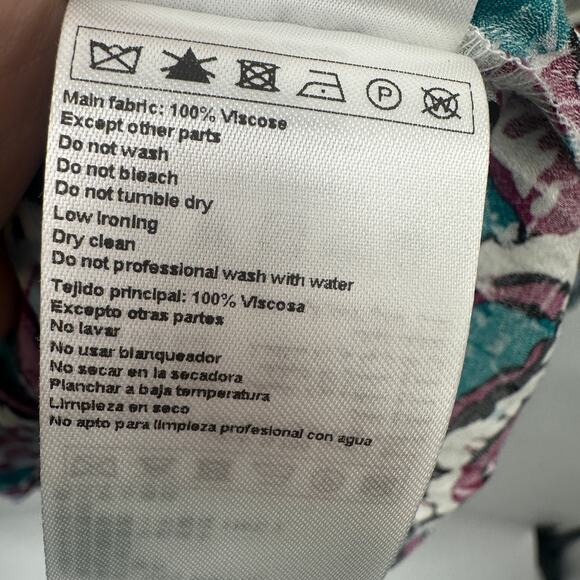 P W
Main fabric: 100% Viscose
Except other parts
Do not wash
Do not bleach
Do not tumble dry
Low Ironing
Dry clean
Do not professional wash with water
Tejido principal: 100% Viscosa
Excepto otras partes
No lavar
No usar blanqueador
No secar en la secadora
Planchar a baja temperatura
Limpieza en seco
No apto para limpieza profesional con agua